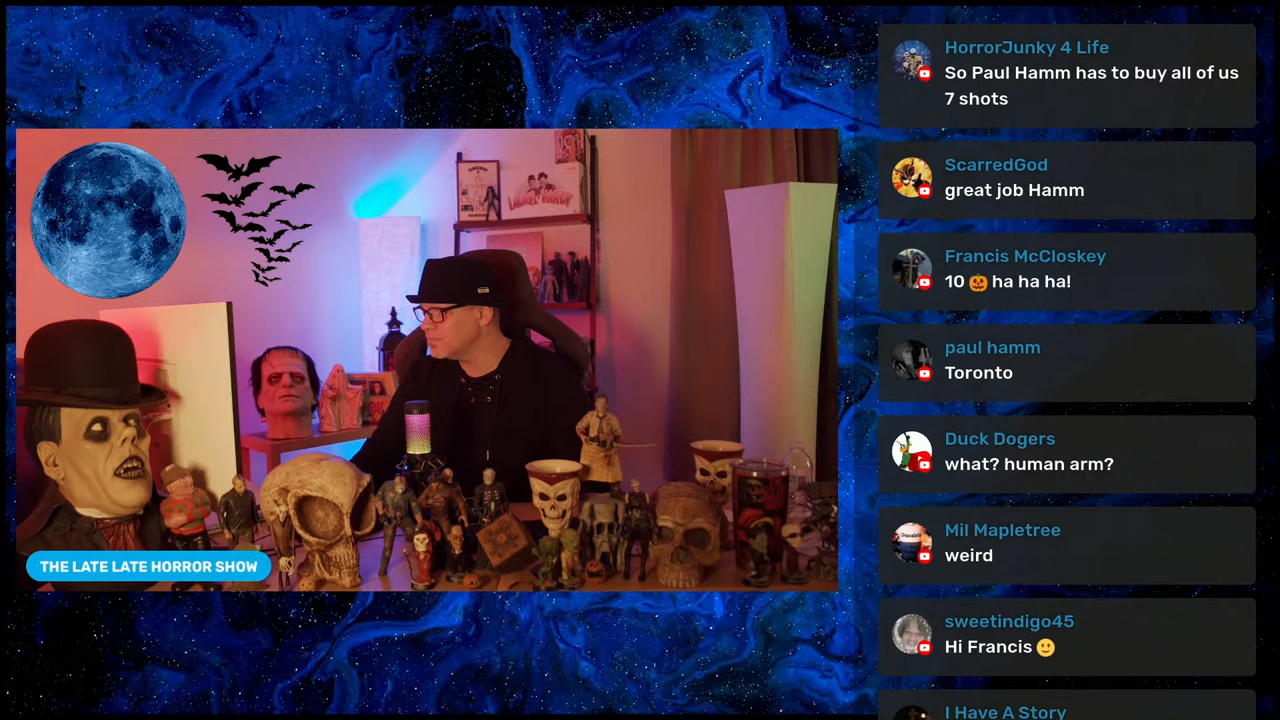 HorrorJunky 4 Life
So Paul Hamm has to buy all of us
7 shots
ScarredGod
great job Hamm
Francis McCloskey
10 🎃 ha ha ha!
paul hamm
Toronto
Duck Dogers
what? human arm?
Mil Mapletree
weird
sweetindigo45
Hi Francis 🙂
I Have A Story
LAUREL HARDY
THE LATE LATE HORROR SHOW